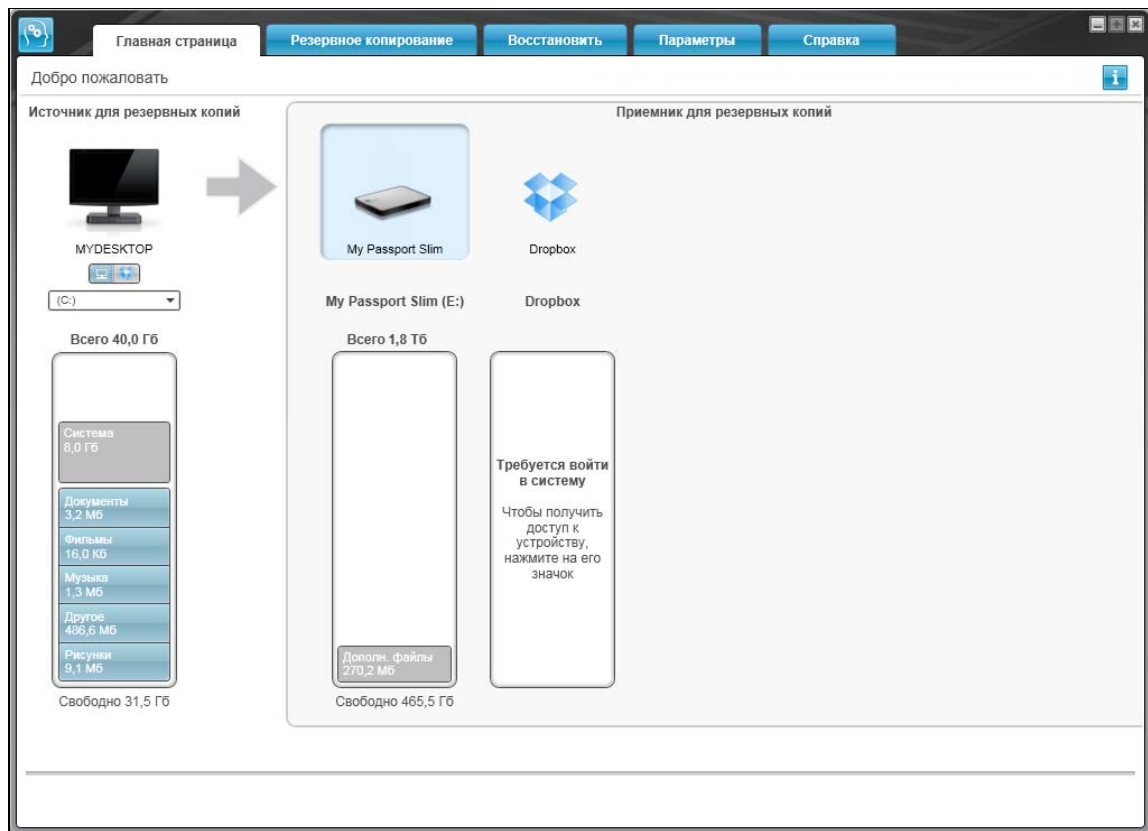 Главная страница
Резервное копирование
Восстановить
Параметры
Справка
Добро пожаловать
Источник для резервных копий
Приемник для резервных копий
MYDESKTOP
My Passport Slim
Dropbox
(C:)
My Passport Slim (E:)
Dropbox
Всего 40,0 Гб
Всего 1,8 Тб
Система
8,0 Гб
Документы
3,2 Мб
Фильмы
16,0 Кб
Музыка
1,3 Мб
Другое
486,6 Мб
Рисунки
9,1 Мб
Свободно 31,5 Гб
Дополн. файлы
270,2 Мб
Свободно 465,5 Гб
Требуется войти
в систему
Чтобы получить
доступ к
устройству,
нажмите на его
значок